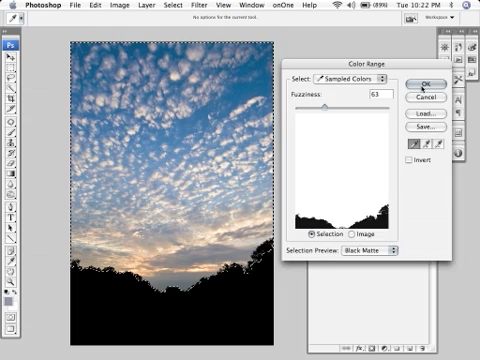 Photoshop File Edit Image Layer Select Filter View Window onOne Help (89%) Tue 10:22 PM
No options for the current tool.
Workspace
Ps
Color Range
Select: Sampled Colors
OK
Fuzziness: 63
Cancel
Load...
Save...
Invert
Selection Image
Selection Preview: Black Matte